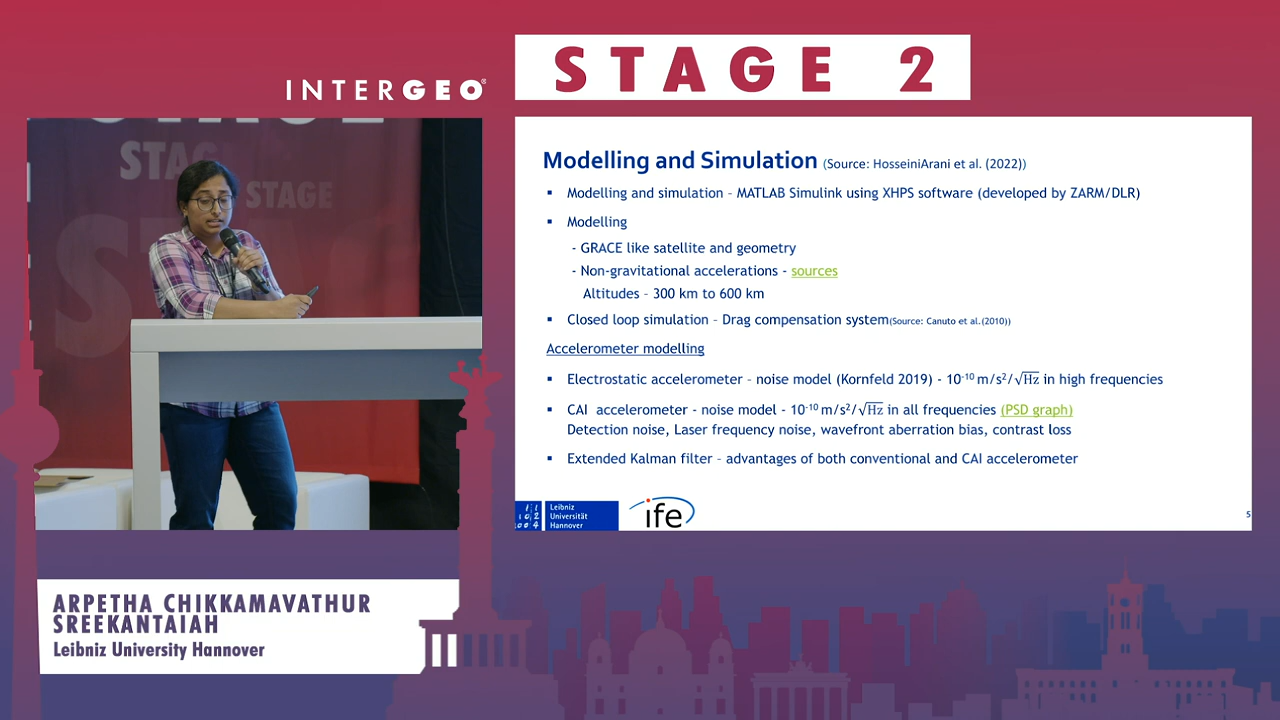 INTERGEO®
STAGE 2
STAGE
STAGE
Modelling and Simulation (Source: HosseiniArani et al. (2022))
▪ Modelling and simulation – MATLAB Simulink using XHPS software (developed by ZARM/DLR)
▪ Modelling
- GRACE like satellite and geometry
- Non-gravitational accelerations - sources
Altitudes – 300 km to 600 km
▪ Closed loop simulation – Drag compensation system(Source: Canuto et al.(2010))
Accelerometer modelling
▪ Electrostatic accelerometer – noise model (Kornfeld 2019) - 10⁻¹⁰ m/s²/√Hz in high frequencies
▪ CAI accelerometer - noise model - 10⁻¹⁰ m/s²/√Hz in all frequencies (PSD graph)
Detection noise, Laser frequency noise, wavefront aberration bias, contrast loss
▪ Extended Kalman filter – advantages of both conventional and CAI accelerometer
Leibniz
Universität
Hannover
ife
5
ARPETHA CHIKKAMAVATHUR
SREEKANTAIAH
Leibniz University Hannover